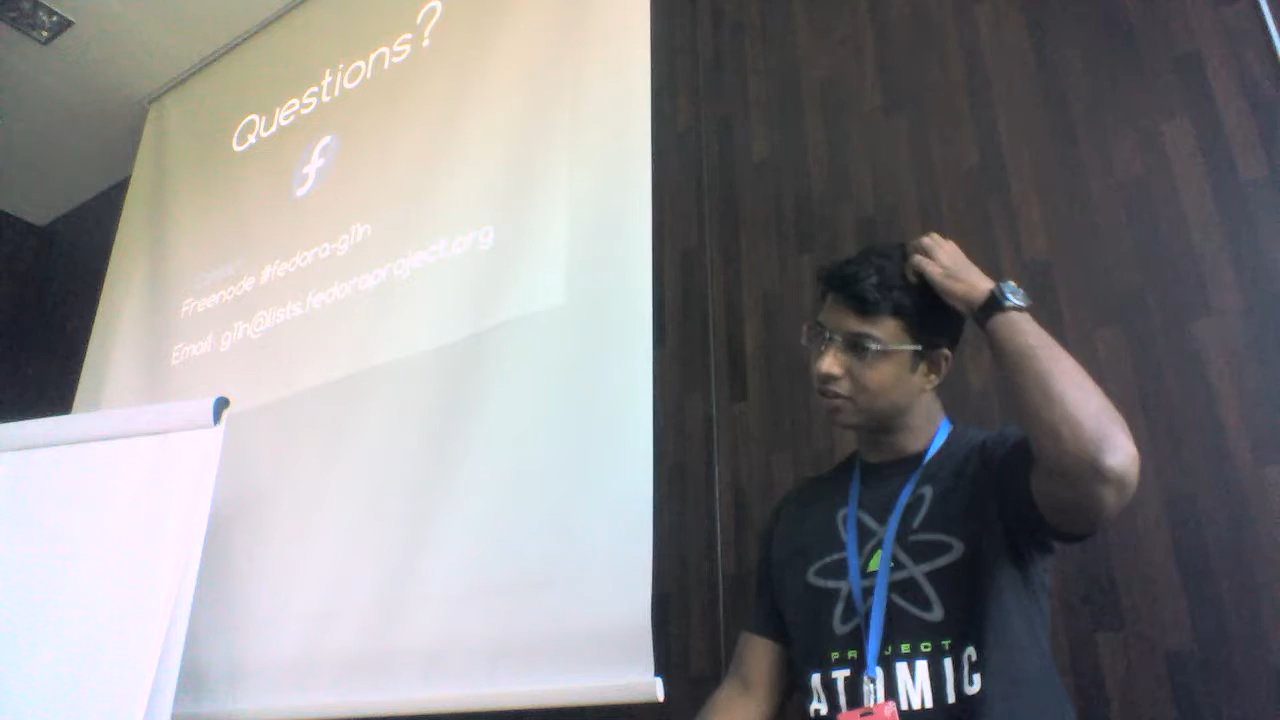 Questions?
f
Freenode #fedora-g11n
Email: g11n@lists.fedoraproject.org
PROJECT
ATOMIC